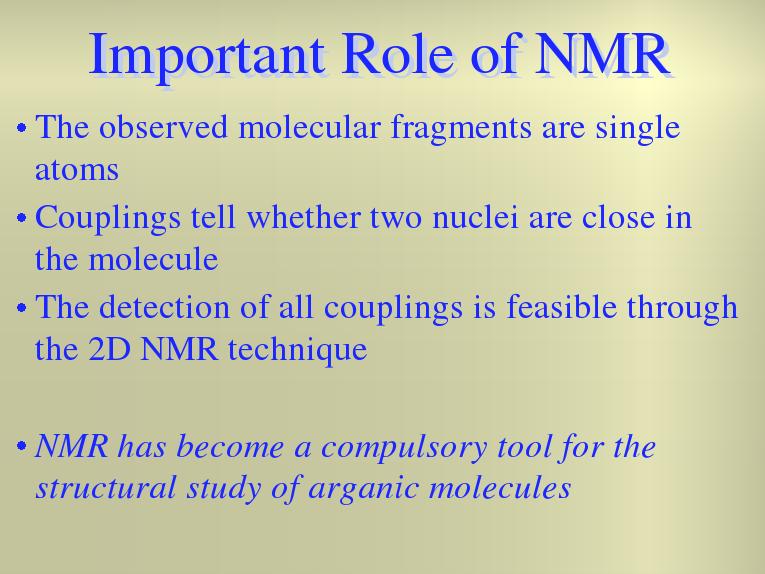 Important Role of NMR
• The observed molecular fragments are single
atoms
• Couplings tell whether two nuclei are close in
the molecule
• The detection of all couplings is feasible through
the 2D NMR technique
• NMR has become a compulsory tool for the
structural study of arganic molecules